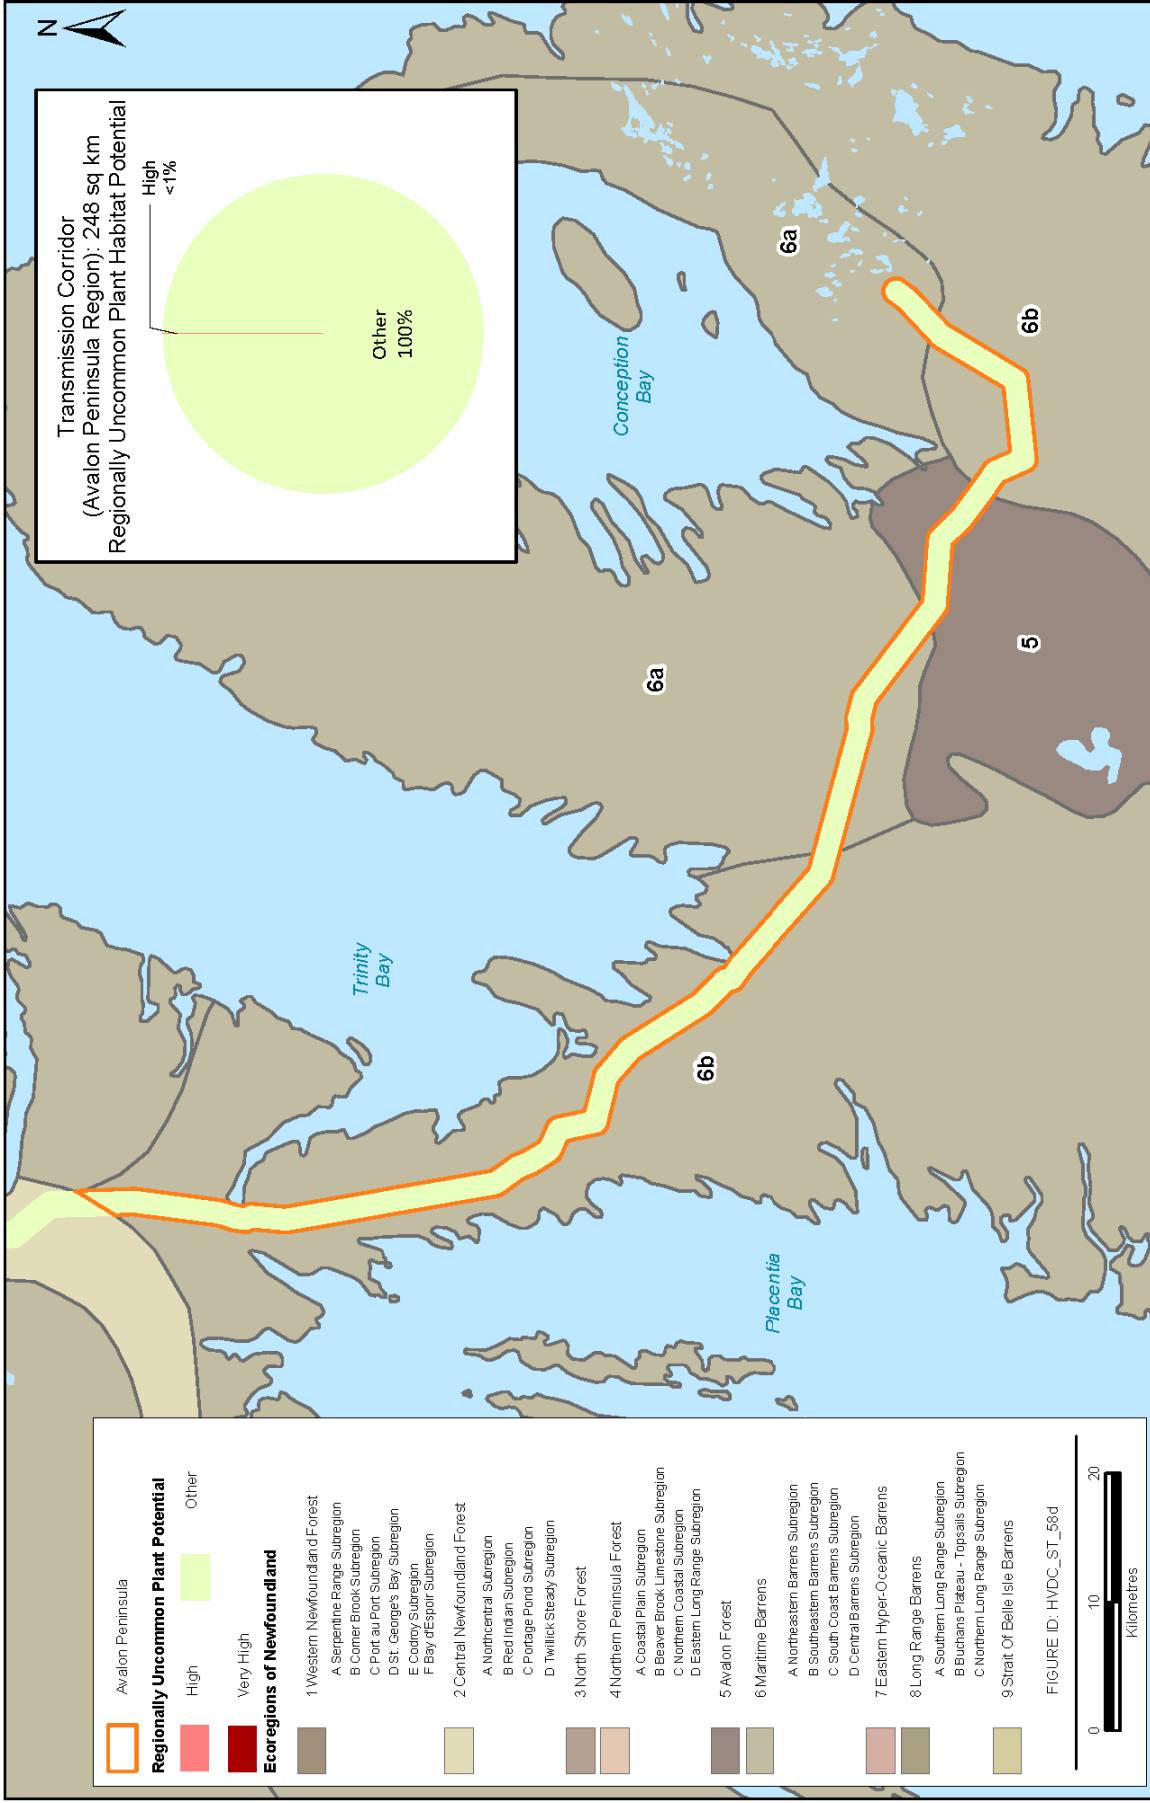 N
Transmission Corridor
(Avalon Peninsula Region): 248 sq km
Regionally Uncommon Plant Habitat Potential
High
<1%
Other
100%
Conception
Bay
Trinity
Bay
Placentia
Bay
6a
6a
6b
6b
5
Avalon Peninsula
Regionally Uncommon Plant Potential
High
Other
Very High
Ecoregions of Newfoundland
1 Western Newfoundland Forest
A Serpentine Range Subregion
B Corner Brook Subregion
C Port au Port Subregion
D St. George's Bay Subregion
E Codroy Subregion
F Bay d'Espoir Subregion
2 Central Newfoundland Forest
A Northcentral Subregion
B Red Indian Subregion
C Portage Pond Subregion
D Twillick Steady Subregion
3 North Shore Forest
4 Northern Peninsula Forest
A Coastal Plain Subregion
B Beaver Brook Limestone Subregion
C Northern Coastal Subregion
D Eastern Long Range Subregion
5 Avalon Forest
6 Maritime Barrens
A Northeastern Barrens Subregion
B Southeastern Barrens Subregion
C South Coast Barrens Subregion
D Central Barrens Subregion
7 Eastern Hyper-Oceanic Barrens
8 Long Range Barrens
A Southern Long Range Subregion
B Buchans Plateau - Topsails Subregion
C Northern Long Range Subregion
9 Strait Of Belle Isle Barrens
FIGURE ID: HVDC_ST_58d
0 10 20
Kilometres